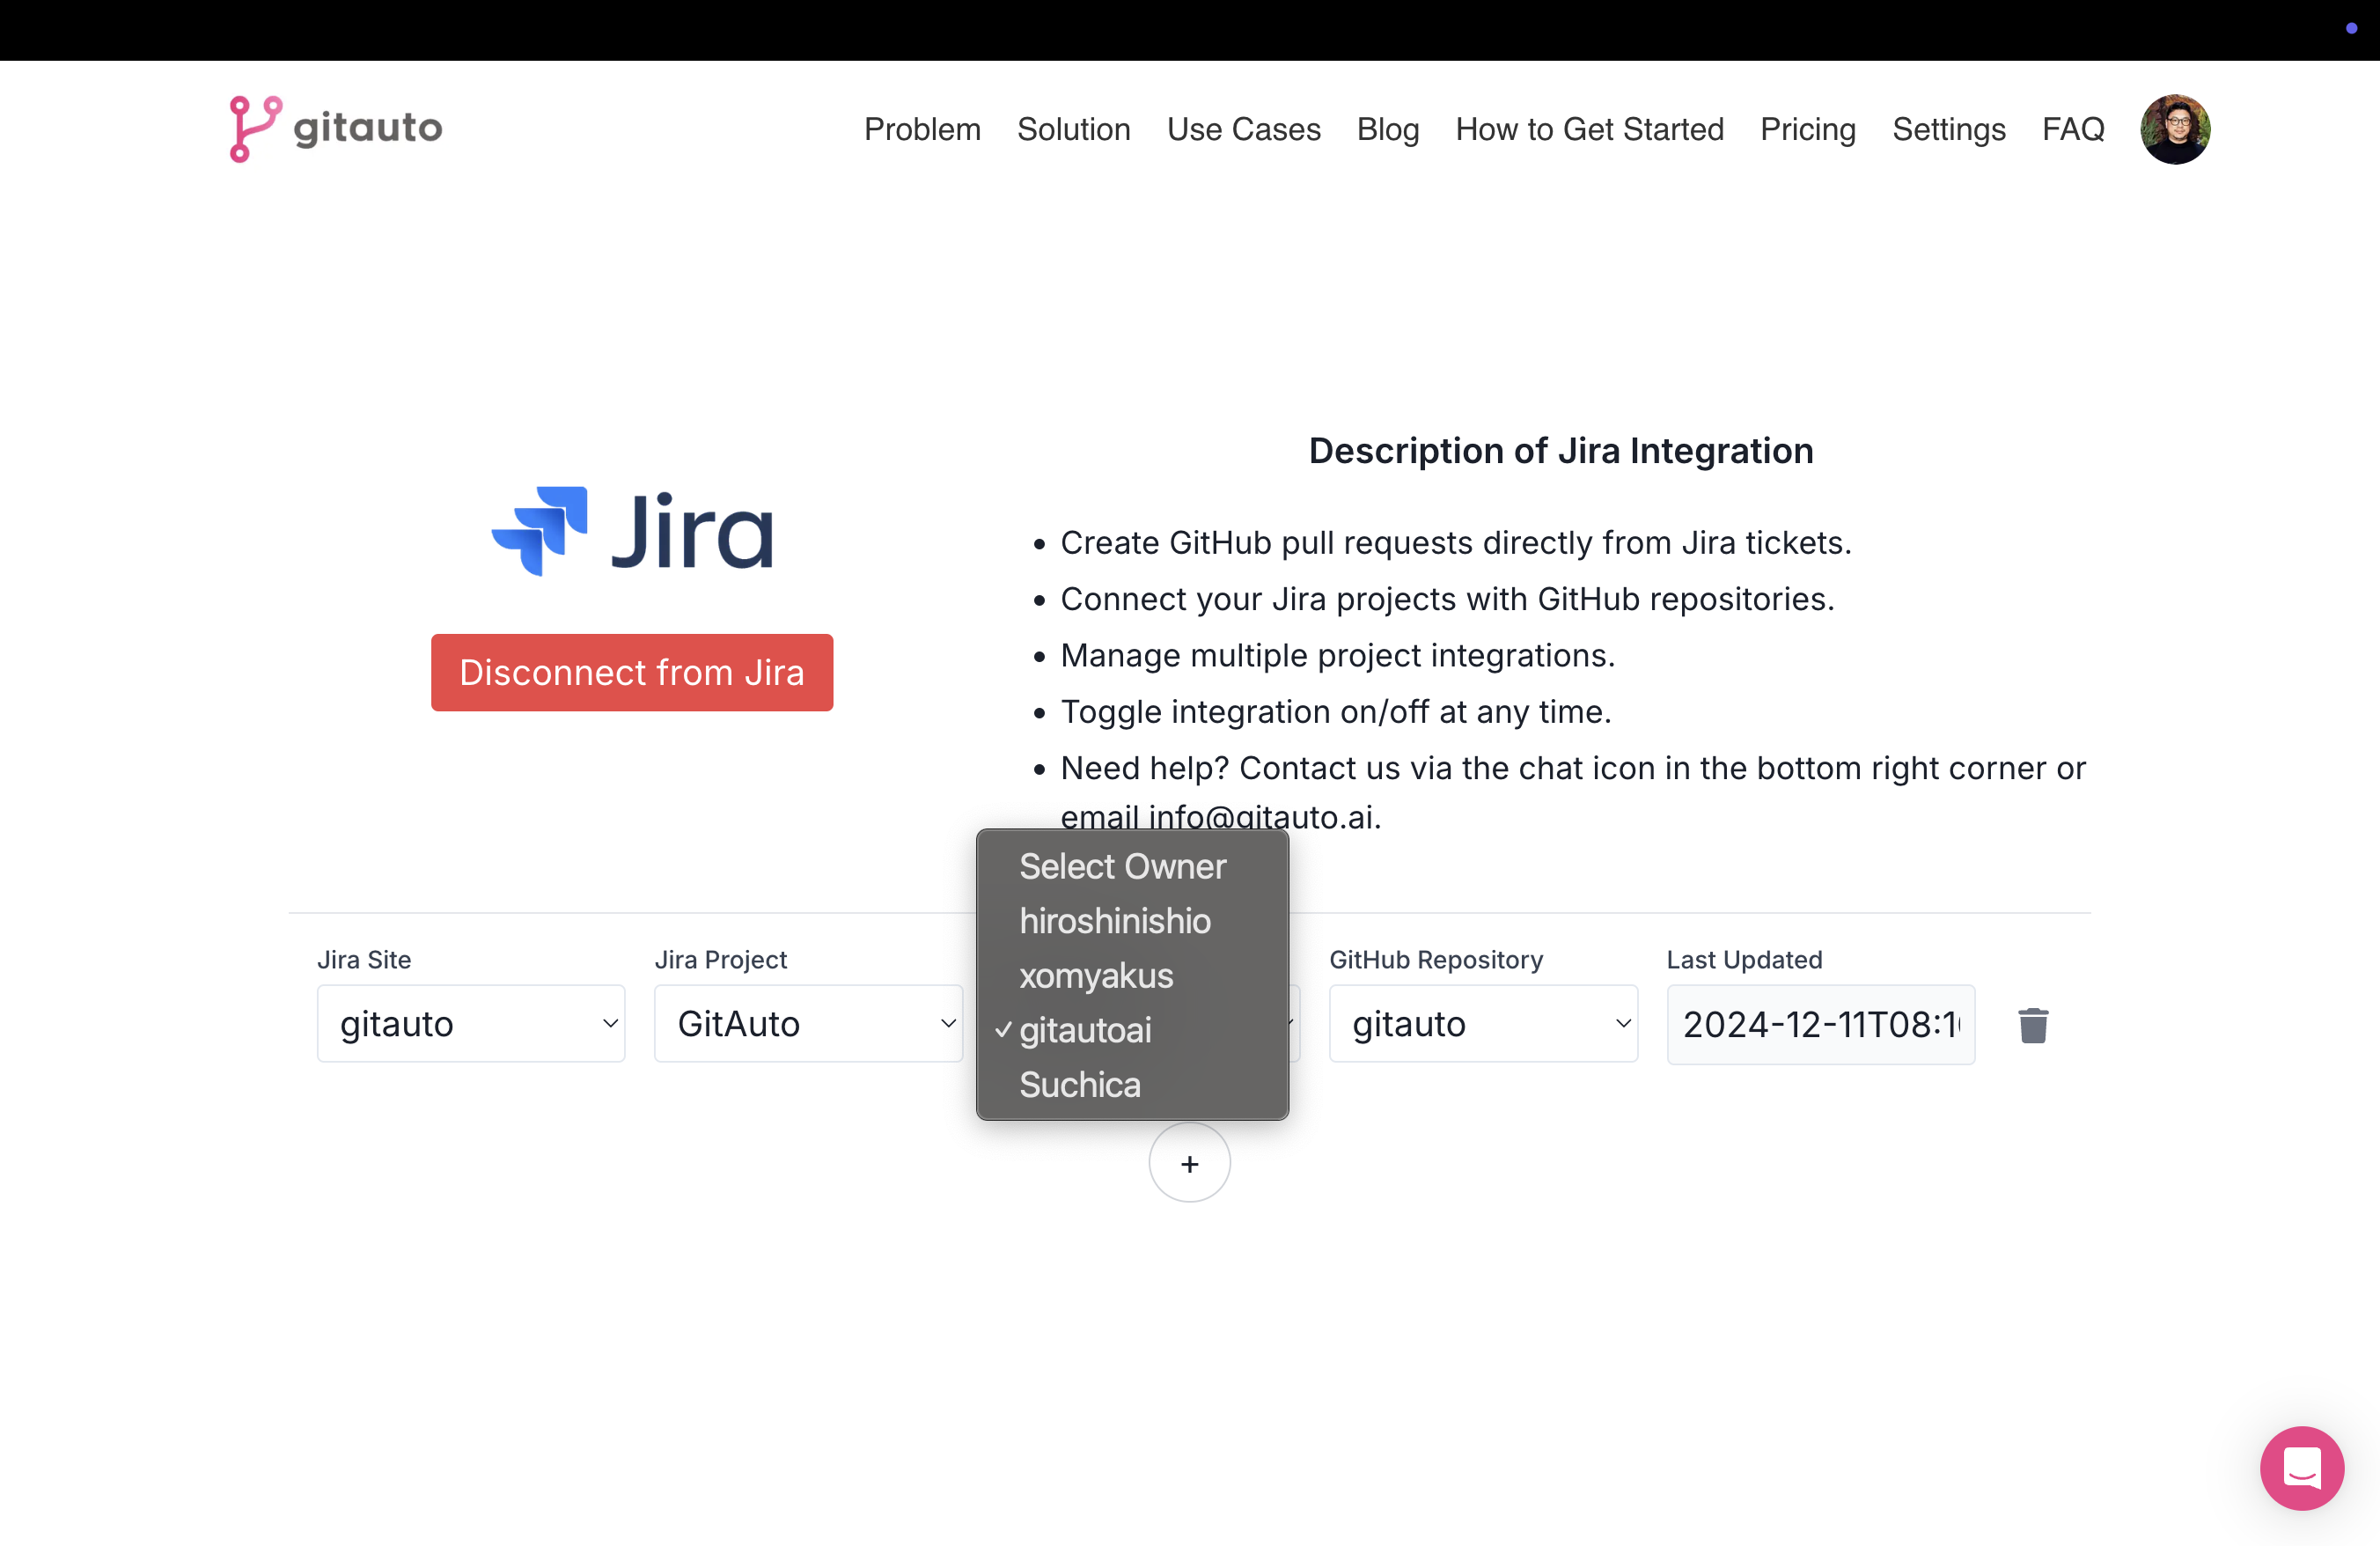 gitauto
Problem Solution Use Cases Blog How to Get Started Pricing Settings FAQ
Jira
Disconnect from Jira
Description of Jira Integration
Create GitHub pull requests directly from Jira tickets.
Connect your Jira projects with GitHub repositories.
Manage multiple project integrations.
Toggle integration on/off at any time.
Need help? Contact us via the chat icon in the bottom right corner or
email info@gitauto.ai.
Jira Site
gitauto
Jira Project
GitAuto
Select Owner
hiroshinishio
xomyakus
✓ gitautoai
Suchica
GitHub Repository
gitauto
Last Updated
2024-12-11T08:1
+